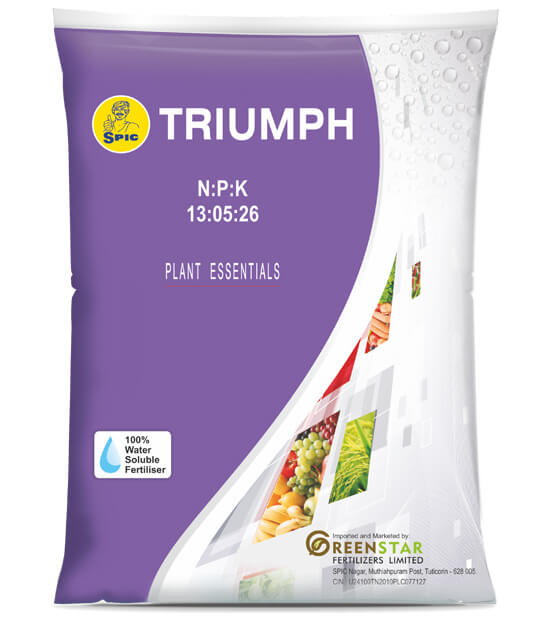 SPIC
TRIUMPH
N:P:K
13:05:26
PLANT ESSENTIALS
100%
Water
Soluble
Fertiliser
Imported and Marketed by:
GREENSTAR
FERTILIZERS LIMITED
SPIC Nagar, Muthiahpuram Post, Tuticorin - 628 005.
CIN : U24100TN2010PLC077127